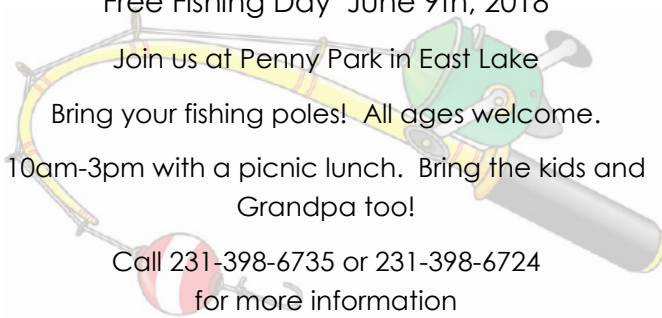 Free Fishing Day June 9th, 2018
Join us at Penny Park in East Lake
Bring your fishing poles! All ages welcome.
10am-3pm with a picnic lunch. Bring the kids and
Grandpa too!
Call 231-398-6735 or 231-398-6724
for more information